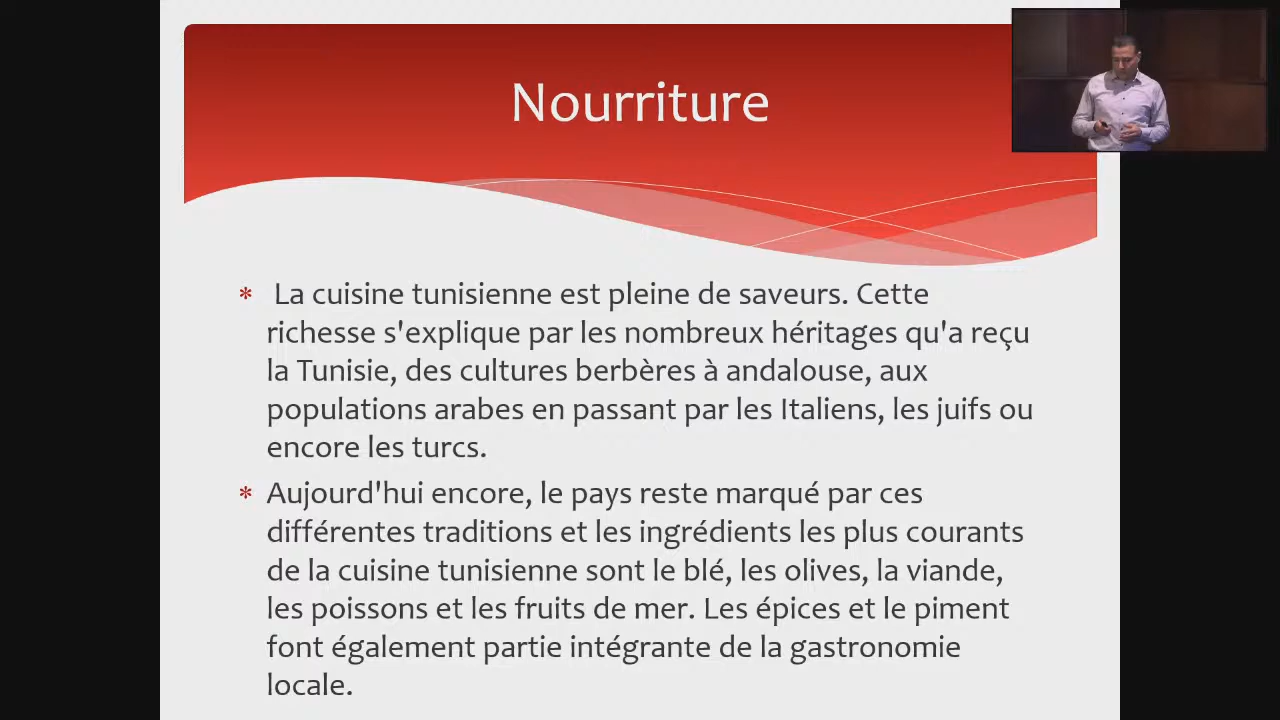 Nourriture
* La cuisine tunisienne est pleine de saveurs. Cette
richesse s'explique par les nombreux héritages qu'a reçu
la Tunisie, des cultures berbères à andalouse, aux
populations arabes en passant par les Italiens, les juifs ou
encore les turcs.
* Aujourd'hui encore, le pays reste marqué par ces
différentes traditions et les ingrédients les plus courants
de la cuisine tunisienne sont le blé, les olives, la viande,
les poissons et les fruits de mer. Les épices et le piment
font également partie intégrante de la gastronomie
locale.